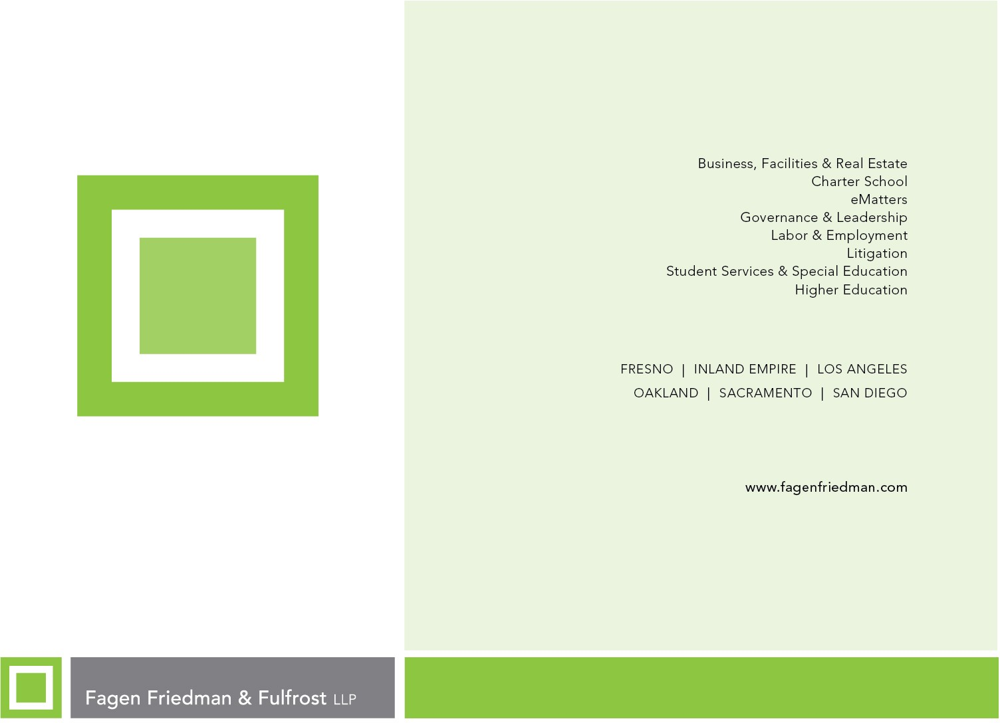 Business, Facilities & Real Estate
Charter School
eMatters
Governance & Leadership
Labor & Employment
Litigation
Student Services & Special Education
Higher Education
FRESNO | INLAND EMPIRE | LOS ANGELES
OAKLAND | SACRAMENTO | SAN DIEGO
www.fagenfriedman.com
Fagen Friedman & Fulfrost LLP